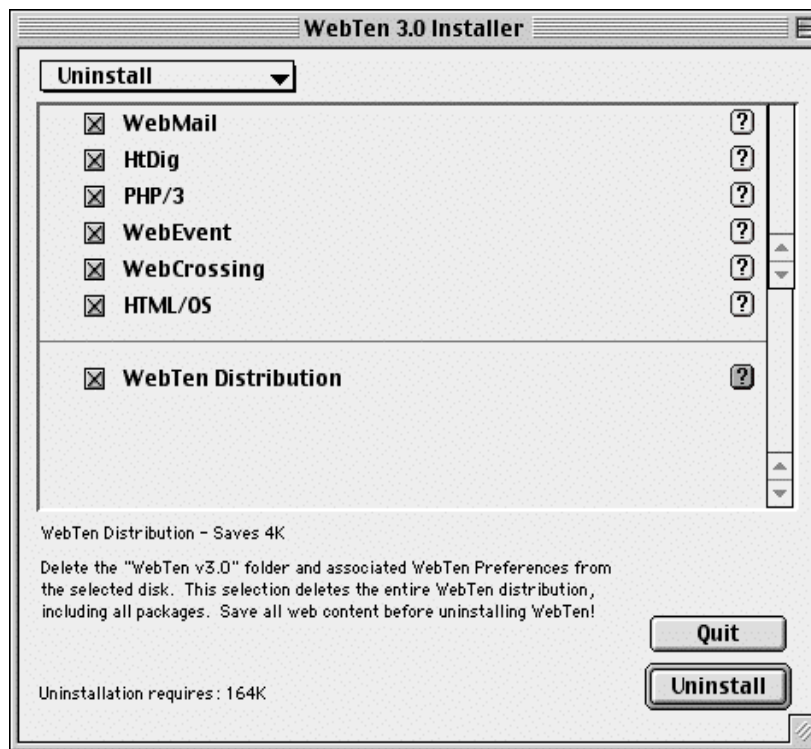 WebTen 3.0 Installer
Uninstall
WebMail
?
HtDig
?
PHP/3
?
WebEvent
?
WebCrossing
?
HTML/OS
?
WebTen Distribution
?
WebTen Distribution - Saves 4K
Delete the "WebTen v3.0" folder and associated WebTen Preferences from
the selected disk. This selection deletes the entire WebTen distribution,
including all packages. Save all web content before uninstalling WebTen!
Quit
Uninstall
Uninstallation requires: 164K